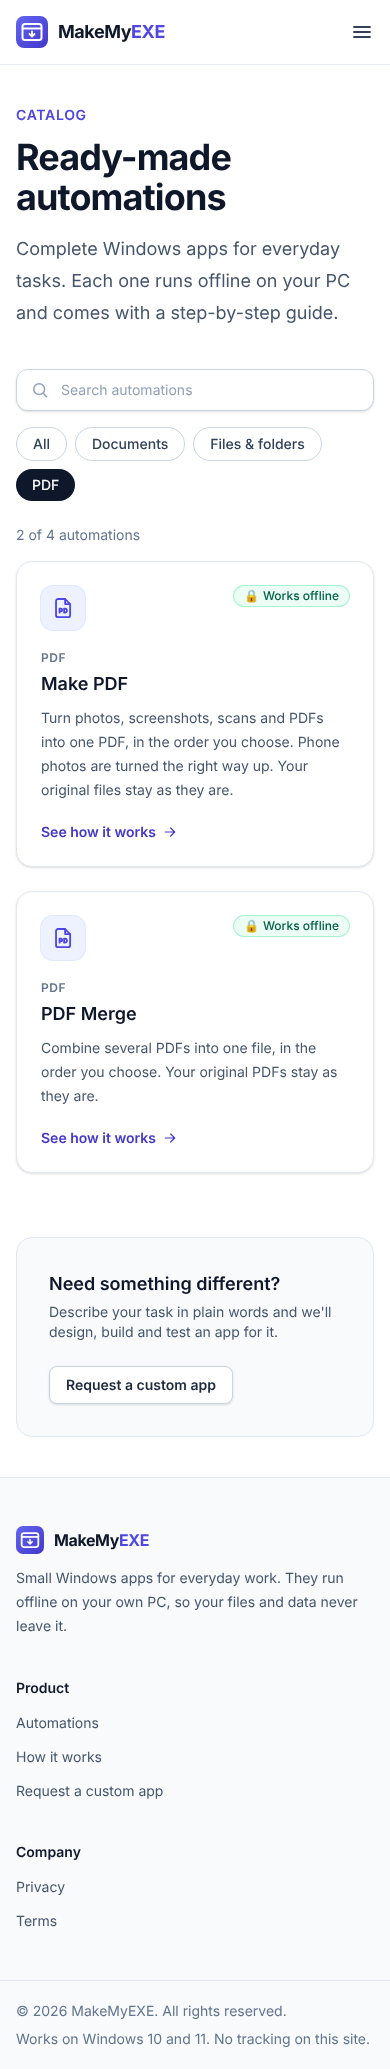 MakeMyEXE
CATALOG
Ready-made
automations
Complete Windows apps for everyday
tasks. Each one runs offline on your PC
and comes with a step-by-step guide.
Search automations
All
Documents
Files & folders
PDF
2 of 4 automations
PD
🔒 Works offline
PDF
Make PDF
Turn photos, screenshots, scans and PDFs
into one PDF, in the order you choose. Phone
photos are turned the right way up. Your
original files stay as they are.
See how it works →
PD
🔒 Works offline
PDF
PDF Merge
Combine several PDFs into one file, in the
order you choose. Your original PDFs stay as
they are.
See how it works →
Need something different?
Describe your task in plain words and we'll
design, build and test an app for it.
Request a custom app
MakeMyEXE
Small Windows apps for everyday work. They run
offline on your own PC, so your files and data never
leave it.
Product
Automations
How it works
Request a custom app
Company
Privacy
Terms
© 2026 MakeMyEXE. All rights reserved.
Works on Windows 10 and 11. No tracking on this site.